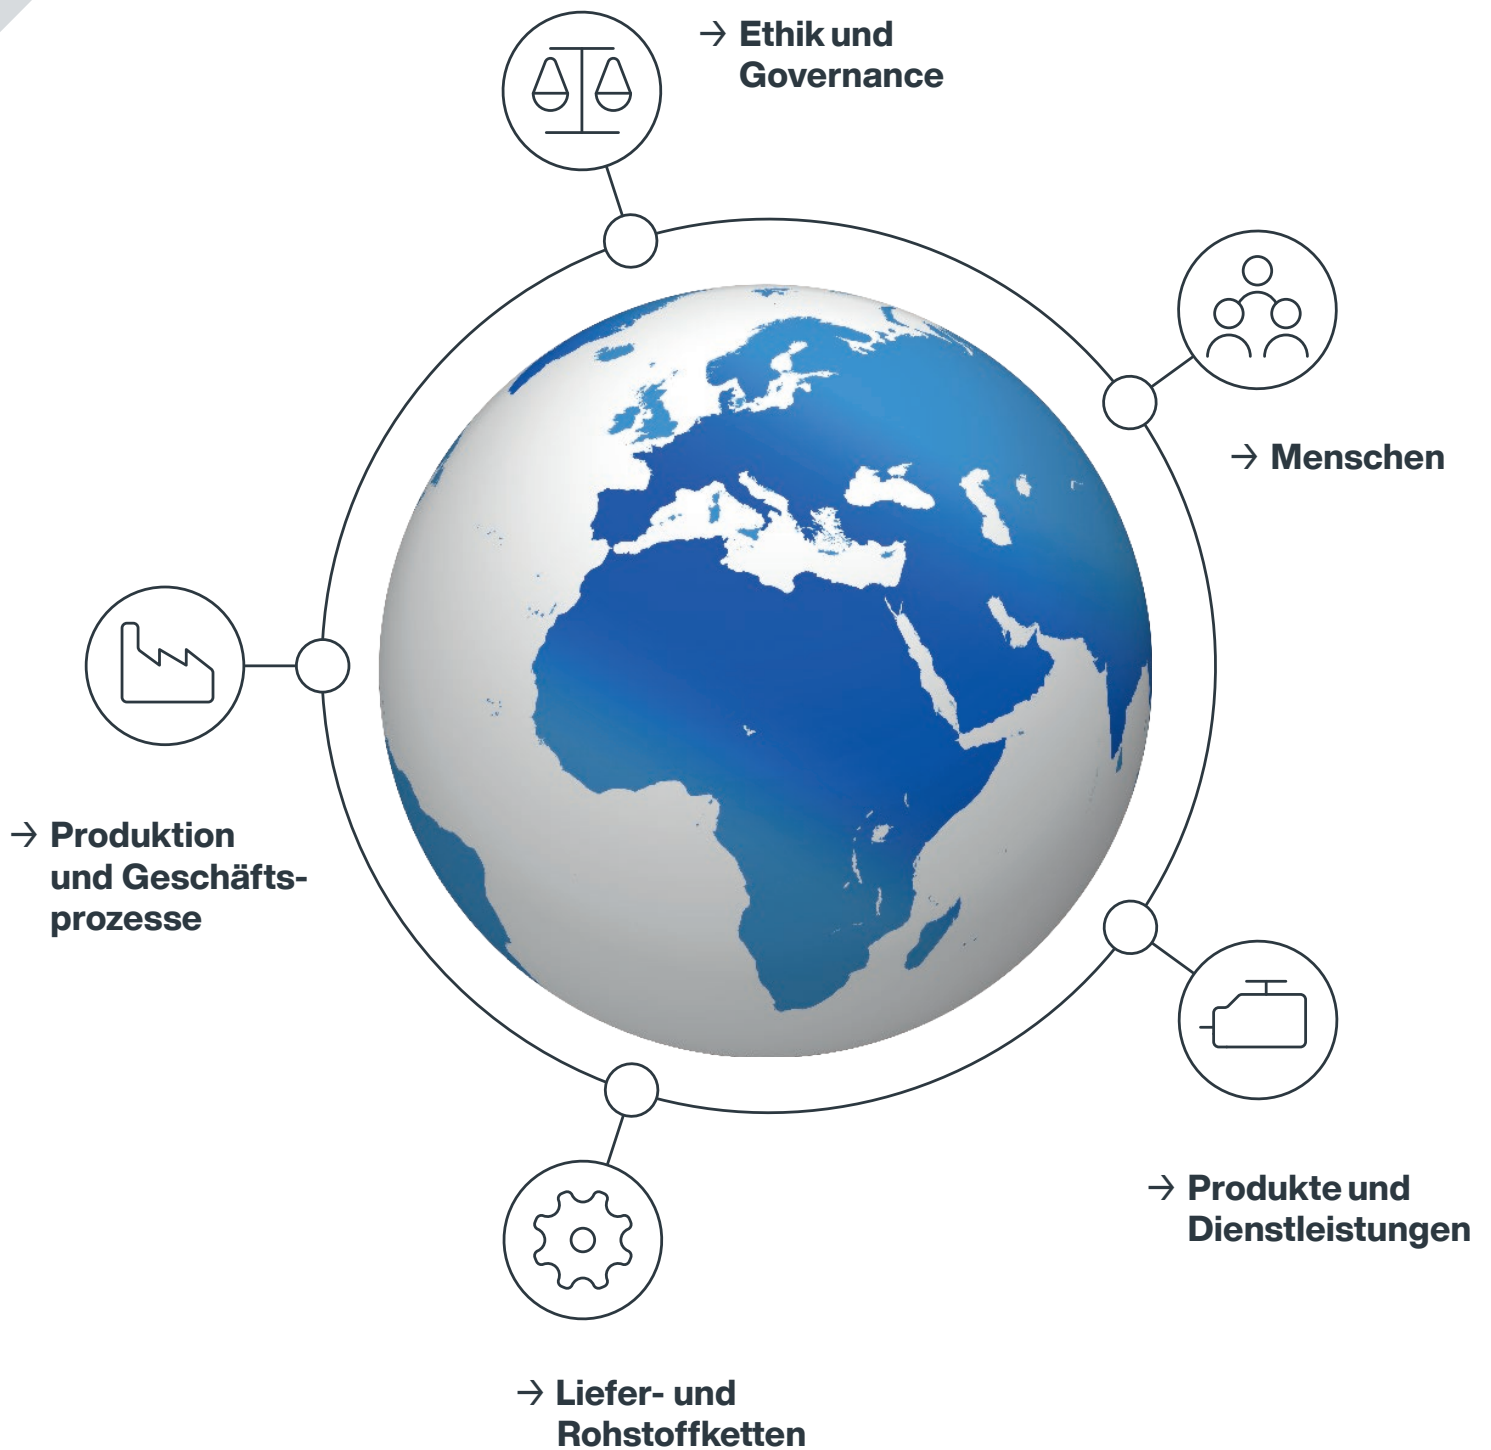 → Ethik und
Governance
→ Menschen
→ Produktion
und Geschäfts-
prozesse
→ Produkte und
Dienstleistungen
→ Liefer- und
Rohstoffketten